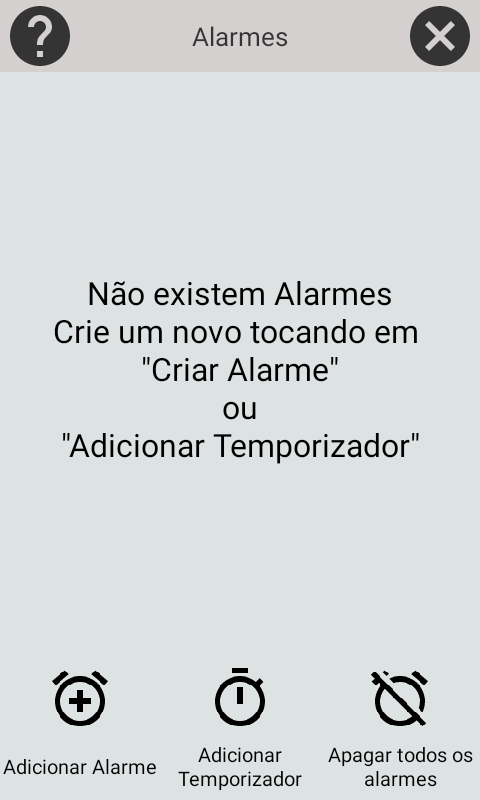 Alarmes
Não existem Alarmes
Crie um novo tocando em
"Criar Alarme"
ou
"Adicionar Temporizador"
Adicionar Alarme
Adicionar
Temporizador
Apagar todos os
alarmes